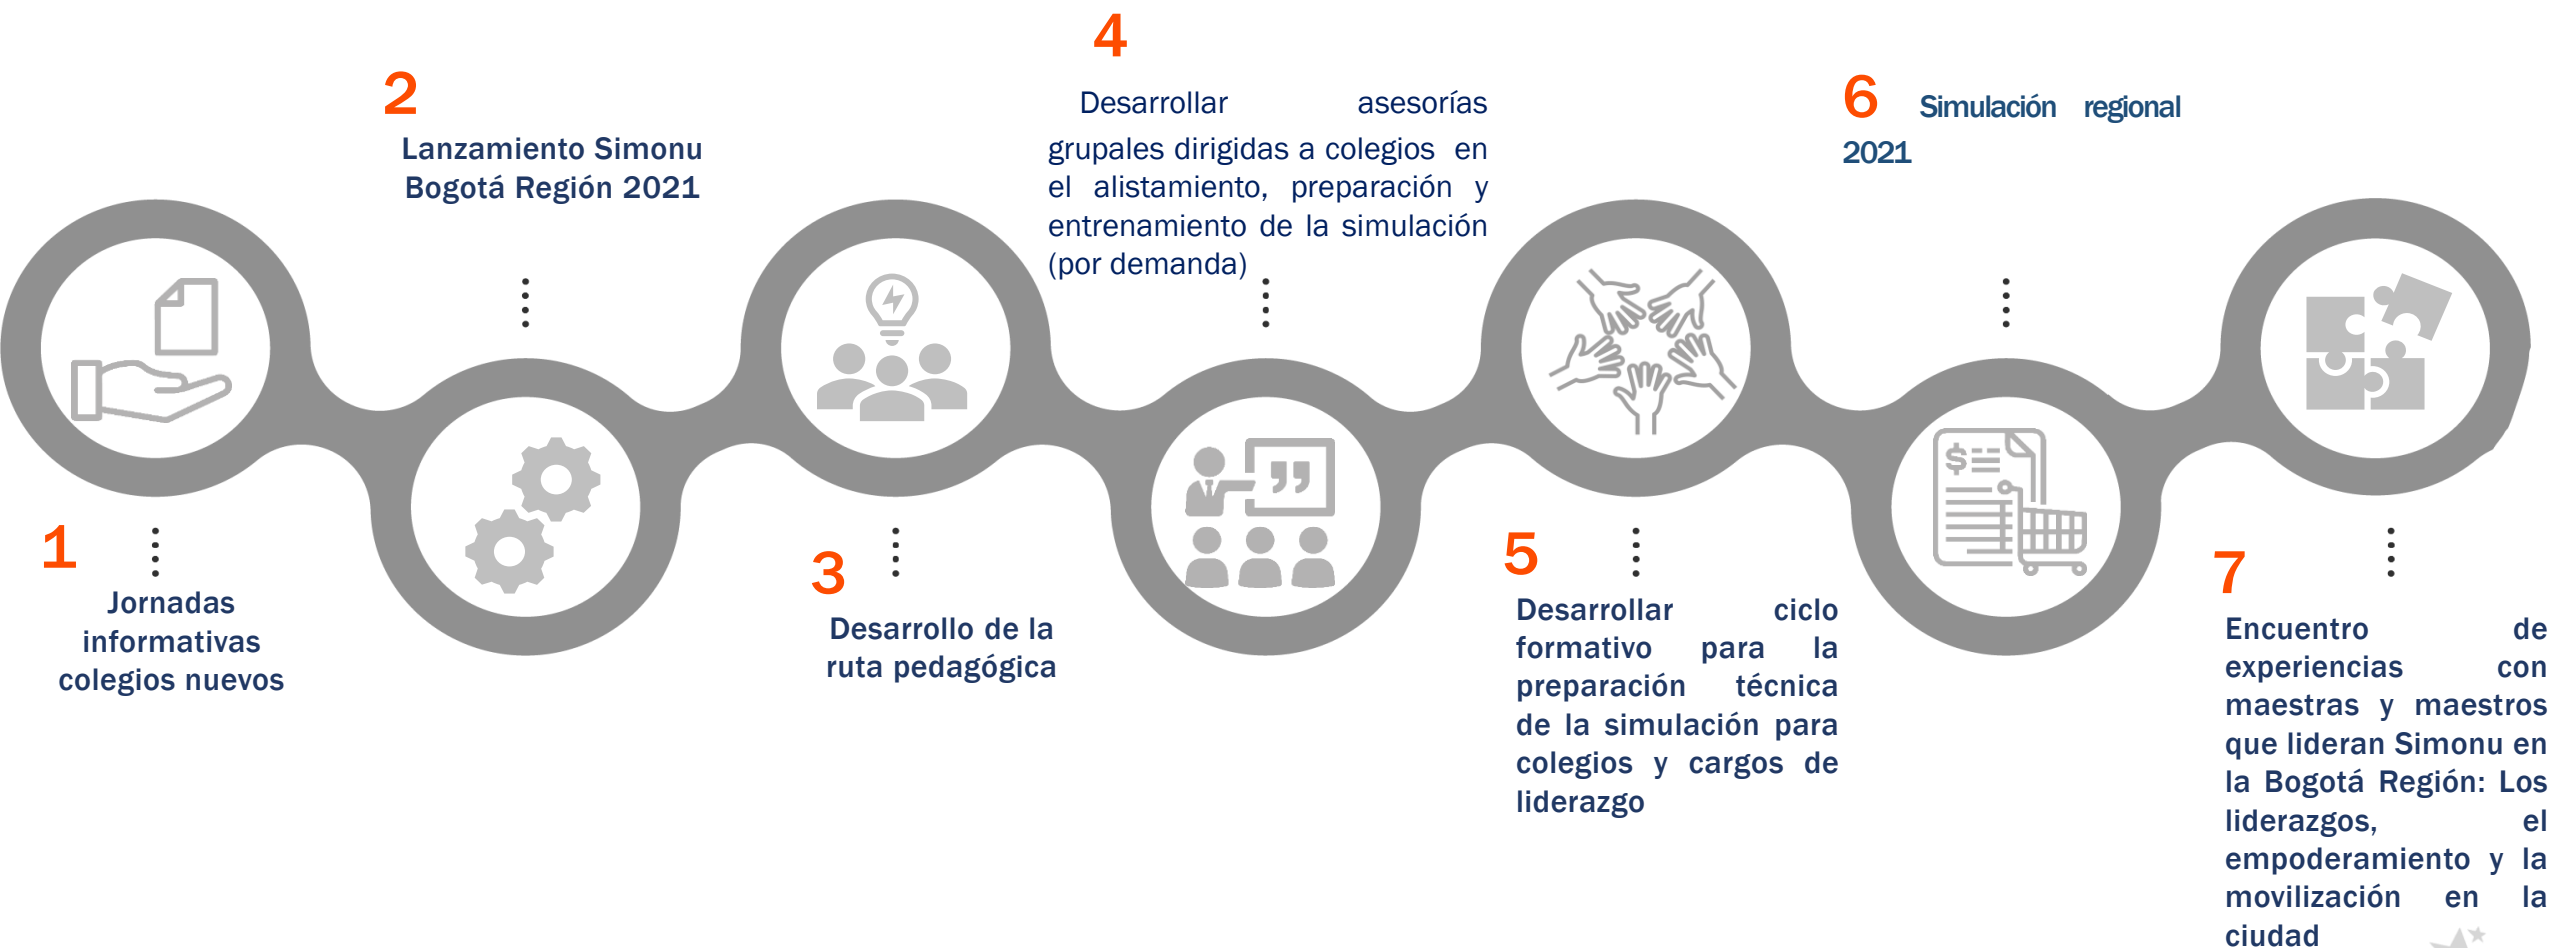 1
Jornadas
informativas
colegios nuevos
2
Lanzamiento Simonu
Bogotá Región 2021
3
Desarrollo de la
ruta pedagógica
4
Desarrollar asesorías
grupales dirigidas a colegios en
el alistamiento, preparación y
entrenamiento de la simulación
(por demanda)
5
Desarrollar ciclo
formativo para la
preparación técnica
de la simulación para
colegios y cargos de
liderazgo
6 Simulación regional
2021
7
Encuentro de
experiencias con
maestras y maestros
que lideran Simonu en
la Bogotá Región: Los
liderazgos, el
empoderamiento y la
movilización en la
ciudad
$